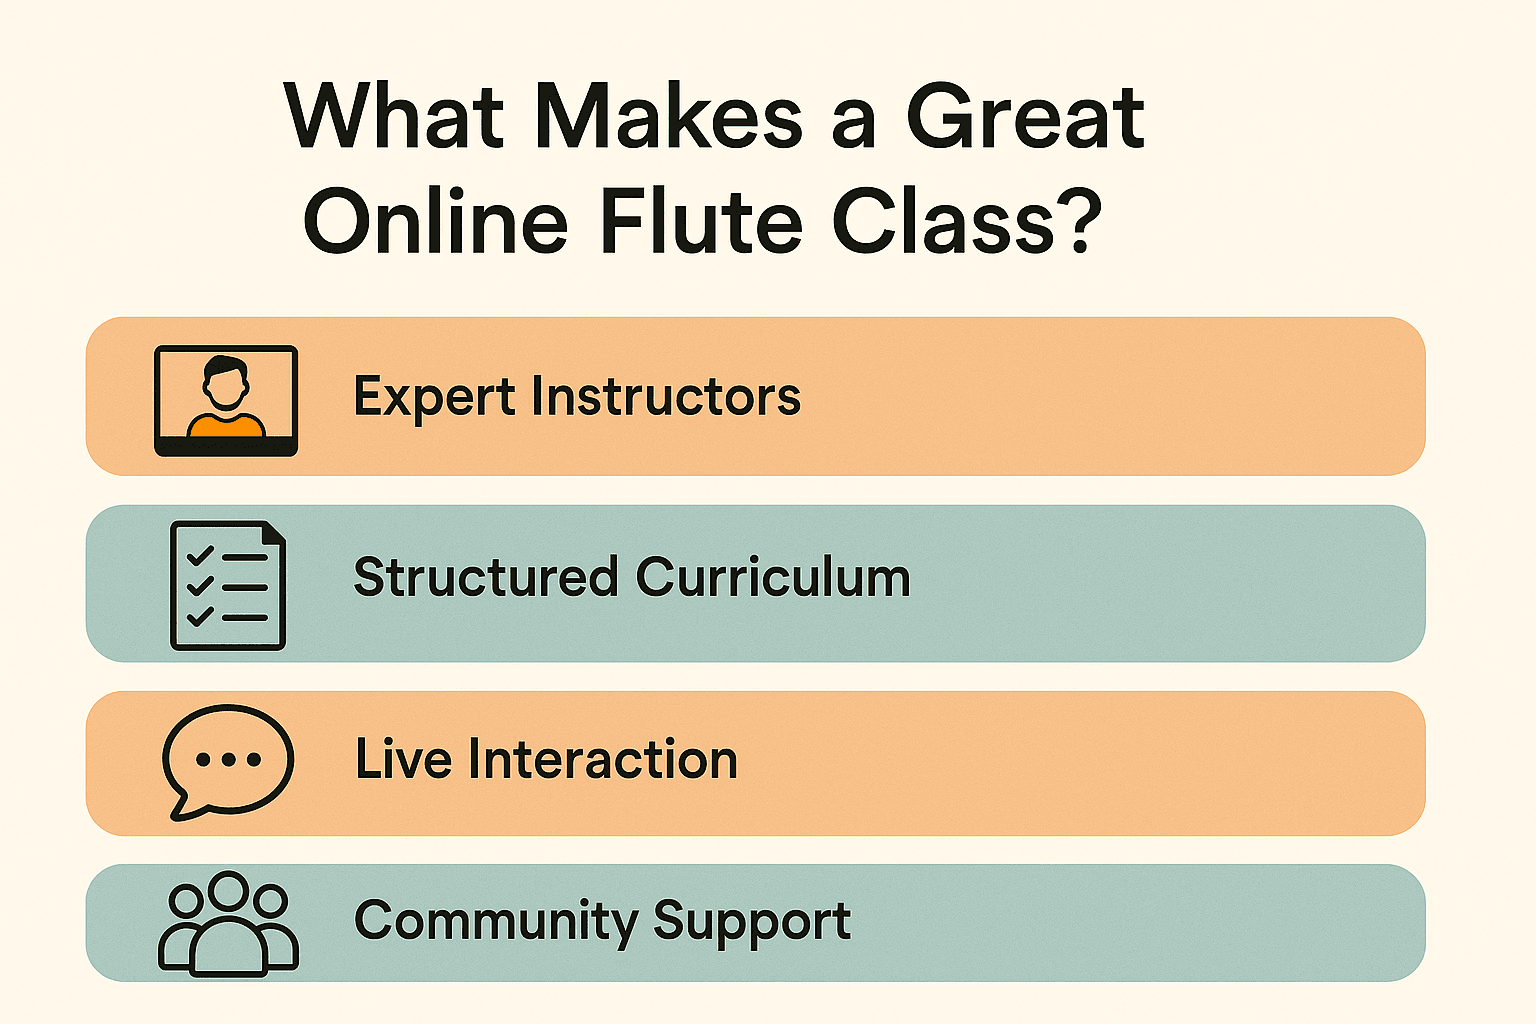 What Makes a Great
Online Flute Class?
Expert Instructors
Structured Curriculum
Live Interaction
Community Support